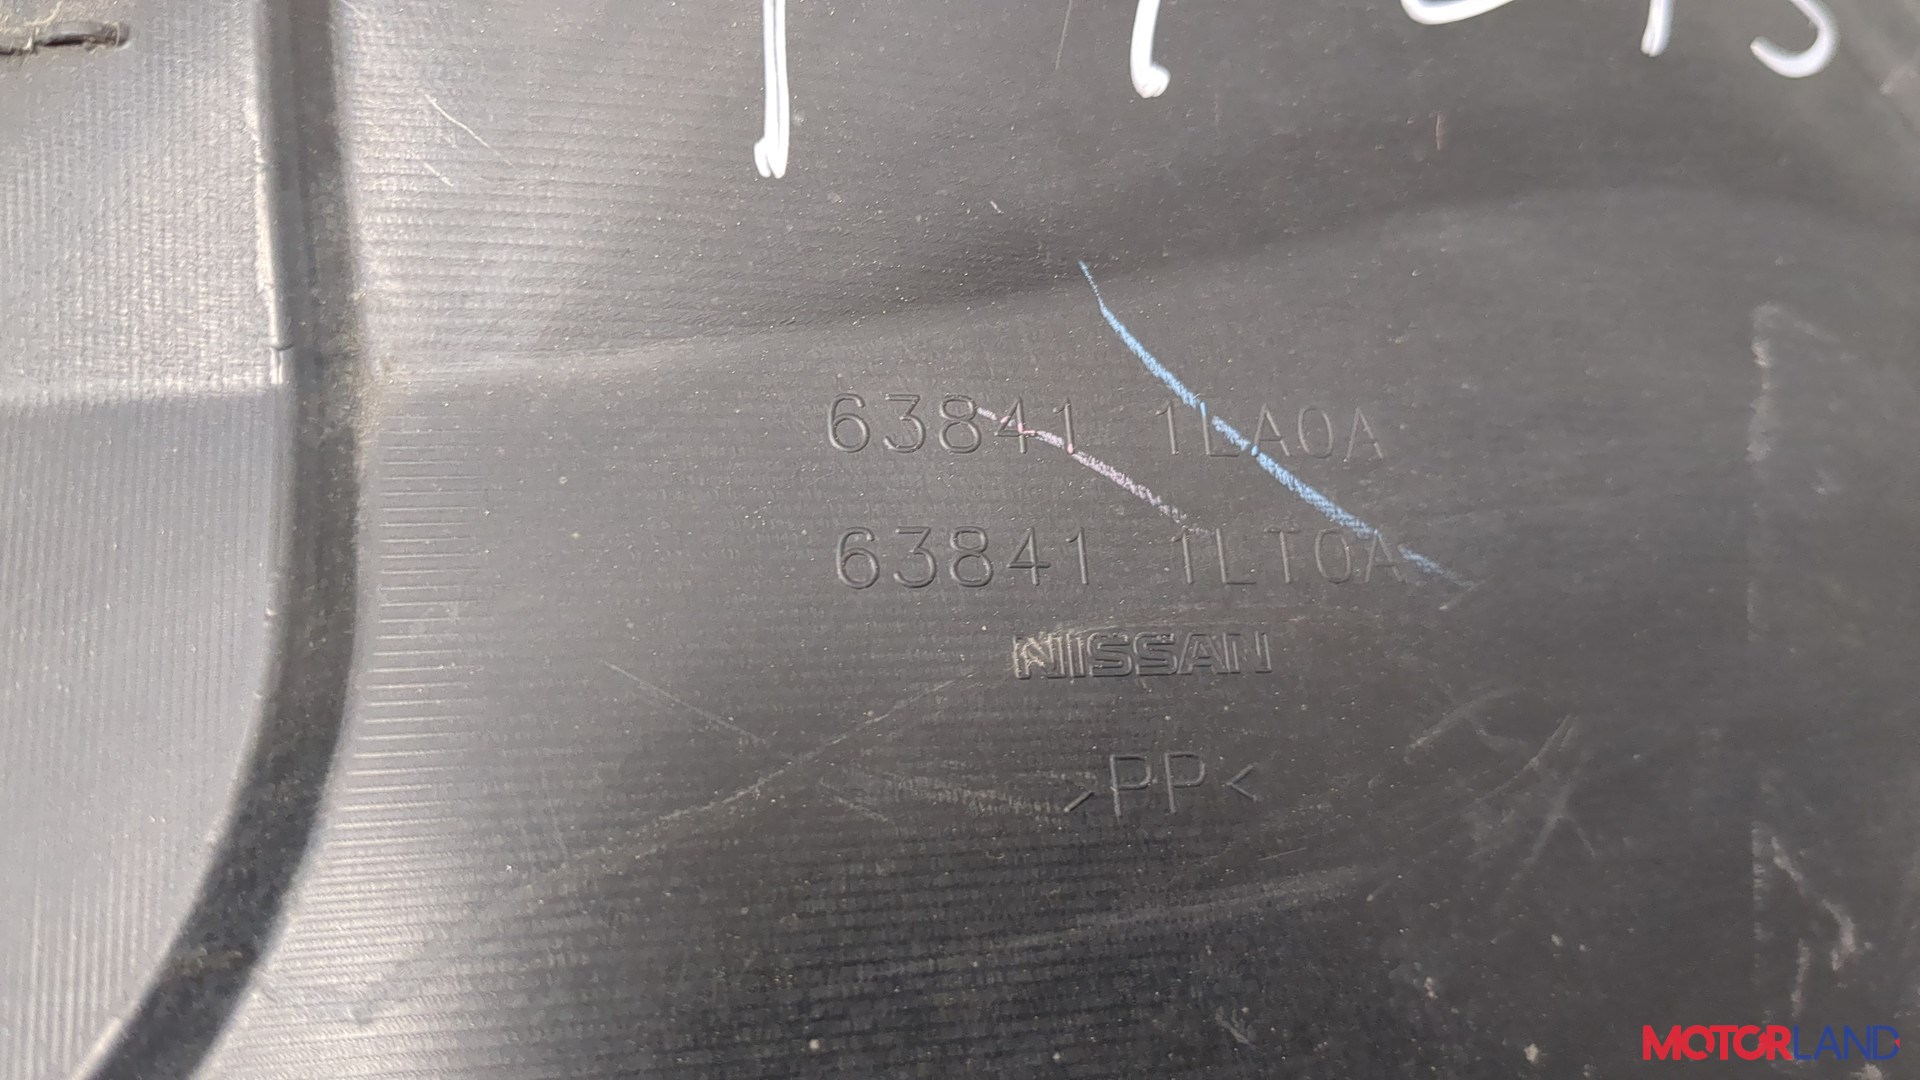 63841 1LA0A
63841 1LT0A
NISSAN
>PP<
MOTORLAND